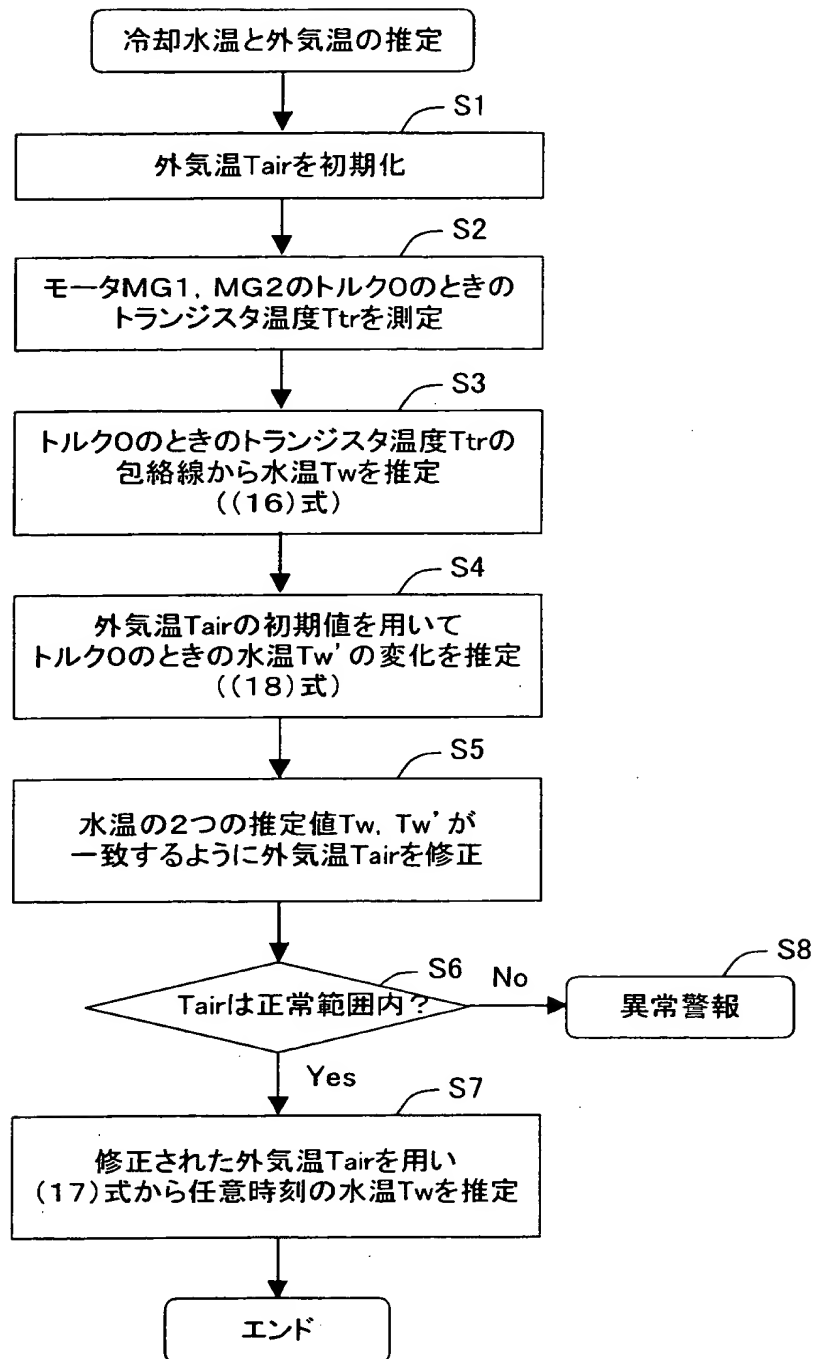 冷却水温と外気温の推定
S1
外気温Tairを初期化
S2
モータMG1, MG2のトルク0のときの
トランジスタ温度Ttrを測定
S3
トルク0のときのトランジスタ温度Ttrの
包絡線から水温Twを推定
((16)式)
S4
外気温Tairの初期値を用いて
トルク0のときの水温Tw'の変化を推定
((18)式)
S5
水温の2つの推定値Tw, Tw'が
一致するように外気温Tairを修正
S6
Tairは正常範囲内?
No
S8
異常警報
Yes
S7
修正された外気温Tairを用い
(17)式から任意時刻の水温Twを推定
エンド